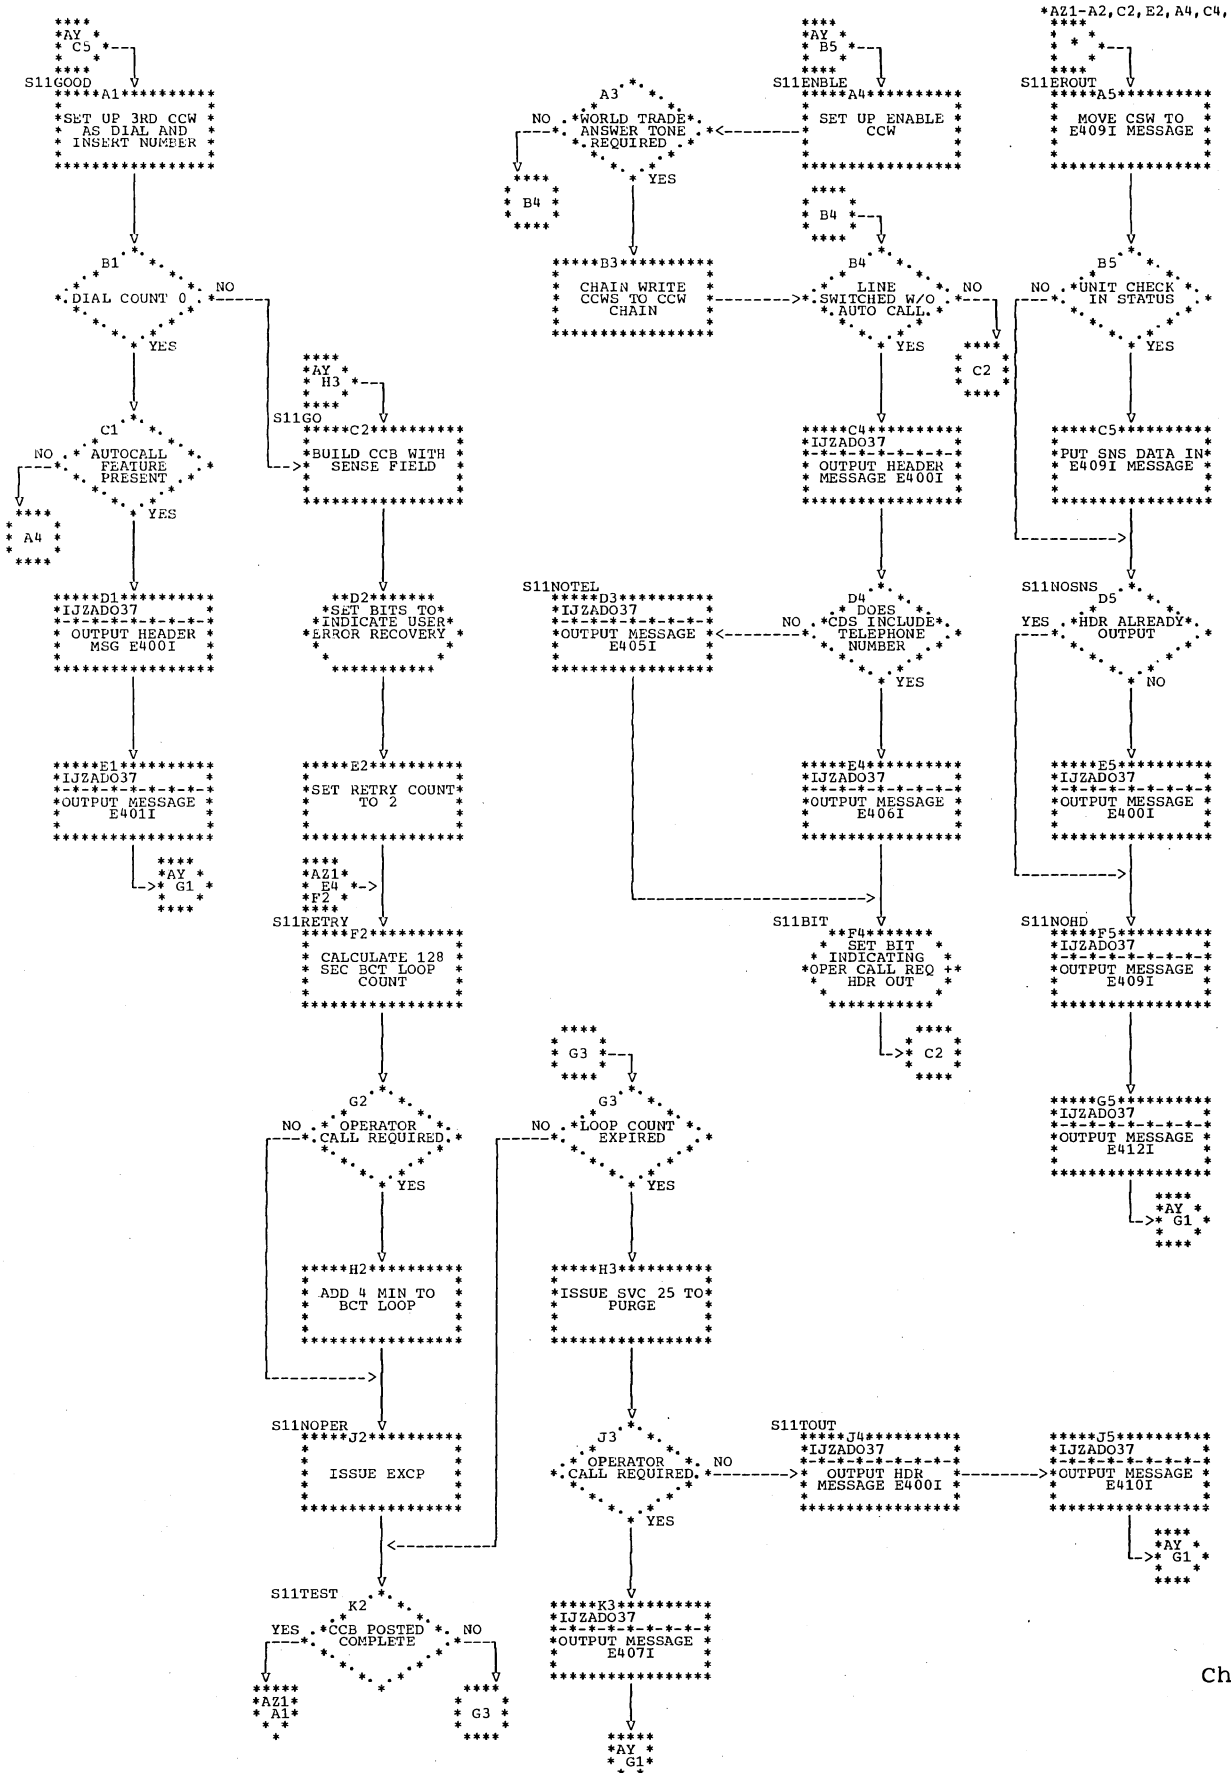 *AZ1-A2,C2,E2,A4,C4,
AY
C5
S11GOOD
A1
SET UP 3RD CCW
AS DIAL AND
INSERT NUMBER
B1
DIAL COUNT 0
NO
YES
C1
AUTOCALL
FEATURE
PRESENT
NO
YES
A4
D1
IJZADO37
OUTPUT HEADER
MSG E400I
E1
IJZADO37
OUTPUT MESSAGE
E401I
AY
G1
AY
H3
S11GO
C2
BUILD CCB WITH
SENSE FIELD
D2
SET BITS TO
INDICATE USER
ERROR RECOVERY
E2
SET RETRY COUNT
TO 2
AZ1
E4
F2
S11RETRY
F2
CALCULATE 128
SEC BCT LOOP
COUNT
G2
OPERATOR
CALL REQUIRED
NO
YES
H2
ADD 4 MIN TO
BCT LOOP
S11NOPER
J2
ISSUE EXCP
S11TEST
K2
CCB POSTED
COMPLETE
YES
NO
AZ1
A1
G3
A3
WORLD TRADE
ANSWER TONE
REQUIRED
NO
YES
B4
B3
CHAIN WRITE
CCWS TO CCW
CHAIN
S11NOTEL
D3
IJZADO37
OUTPUT MESSAGE
E405I
G3
G3
LOOP COUNT
EXPIRED
NO
YES
H3
ISSUE SVC 25 TO
PURGE
J3
OPERATOR
CALL REQUIRED
NO
YES
K3
IJZADO37
OUTPUT MESSAGE
E407I
AY
G1
AY
B5
S11ENBLE
A4
SET UP ENABLE
CCW
B4
B4
LINE
SWITCHED W/O
AUTO CALL
NO
YES
C2
C4
IJZADO37
OUTPUT HEADER
MESSAGE E400I
D4
DOES
CDS INCLUDE
TELEPHONE
NUMBER
NO
YES
E4
IJZADO37
OUTPUT MESSAGE
E406I
S11BIT
F4
SET BIT
INDICATING
OPER CALL REQ +
HDR OUT
C2
S11TOUT
J4
IJZADO37
OUTPUT HDR
MESSAGE E400I
*
S11EROUT
A5
MOVE CSW TO
E409I MESSAGE
B5
UNIT CHECK
IN STATUS
NO
YES
C5
PUT SNS DATA IN
E409I MESSAGE
S11NOSNS
D5
HDR ALREADY
OUTPUT
YES
NO
E5
IJZADO37
OUTPUT MESSAGE
E400I
S11NOHD
F5
IJZADO37
OUTPUT MESSAGE
E409I
G5
IJZADO37
OUTPUT MESSAGE
E412I
AY
G1
J5
IJZADO37
OUTPUT MESSAGE
E410I
AY
G1
Ch